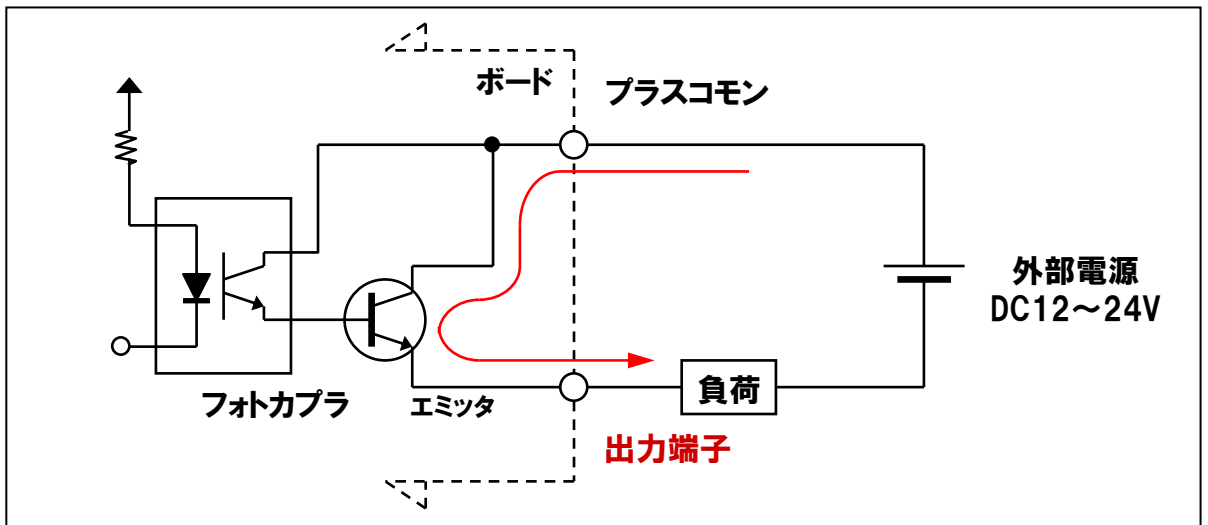 ボード
プラスコモン
外部電源
DC12～24V
フォトカプラ
エミッタ
負荷
出力端子